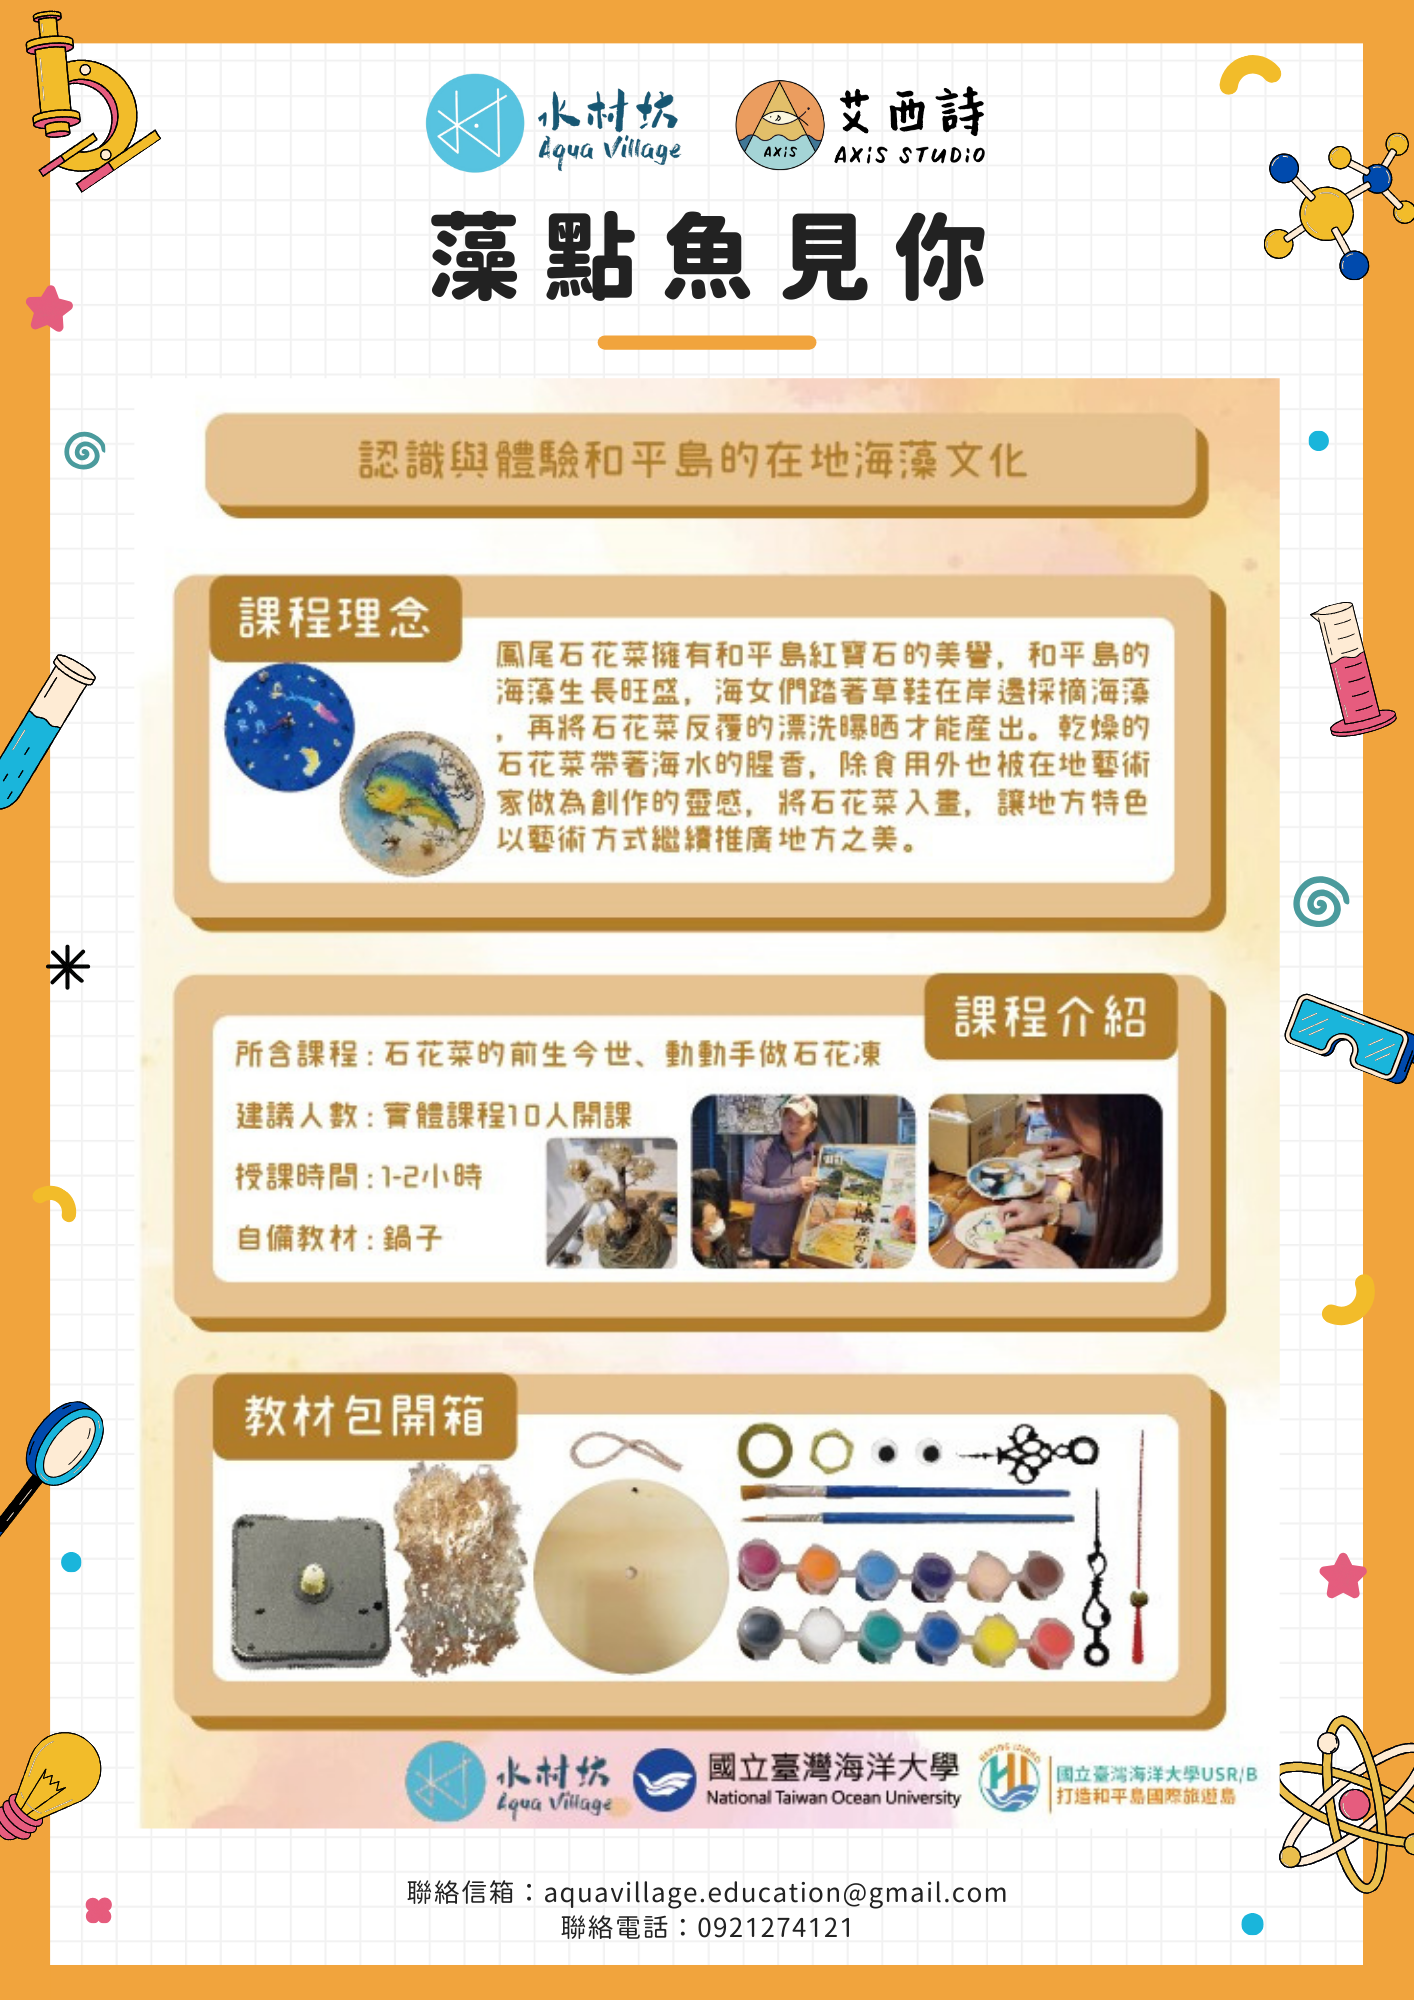 水村坊
Aqua Village
AXiS
艾西詩
AXiS STUDiO
藻點魚見你
認識與體驗和平島的在地海藻文化
課程理念
鳳尾石花菜擁有和平島紅寶石的美譽，和平島的
海藻生長旺盛，海女們踏著草鞋在岸邊採摘海藻
，再將石花菜反覆的漂洗曝晒才能產出。乾燥的
石花菜帶著海水的腥香，除食用外也被在地藝術
家做為創作的靈感，將石花菜入畫，讓地方特色
以藝術方式繼續推廣地方之美。
課程介紹
所含課程：石花菜的前生今世、動動手做石花凍
建議人數：實體課程10人開課
授課時間：1-2小時
自備教材：鍋子
教材包開箱
水村坊
Aqua Village
國立臺灣海洋大學
National Taiwan Ocean University
國立臺灣海洋大學USR/B
打造和平島國際旅遊島
聯絡信箱：aquavillage.education@gmail.com
聯絡電話：0921274121